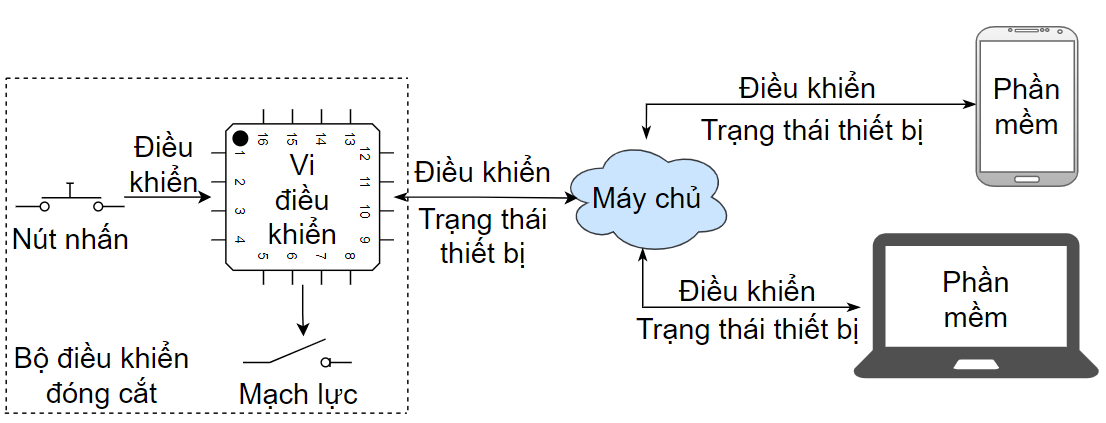 Điều
khiển
Nút nhấn
1
2
3
4
5
6
7
8
9
10
11
12
13
14
15
16
Vi
điều
khiển
Mạch lực
Bộ điều khiển
đóng cắt
Điều khiển
Trạng thái
thiết bị
Máy chủ
Điều khiển
Trạng thái thiết bị
Phần
mềm
Điều khiển
Trạng thái thiết bị
Phần
mềm